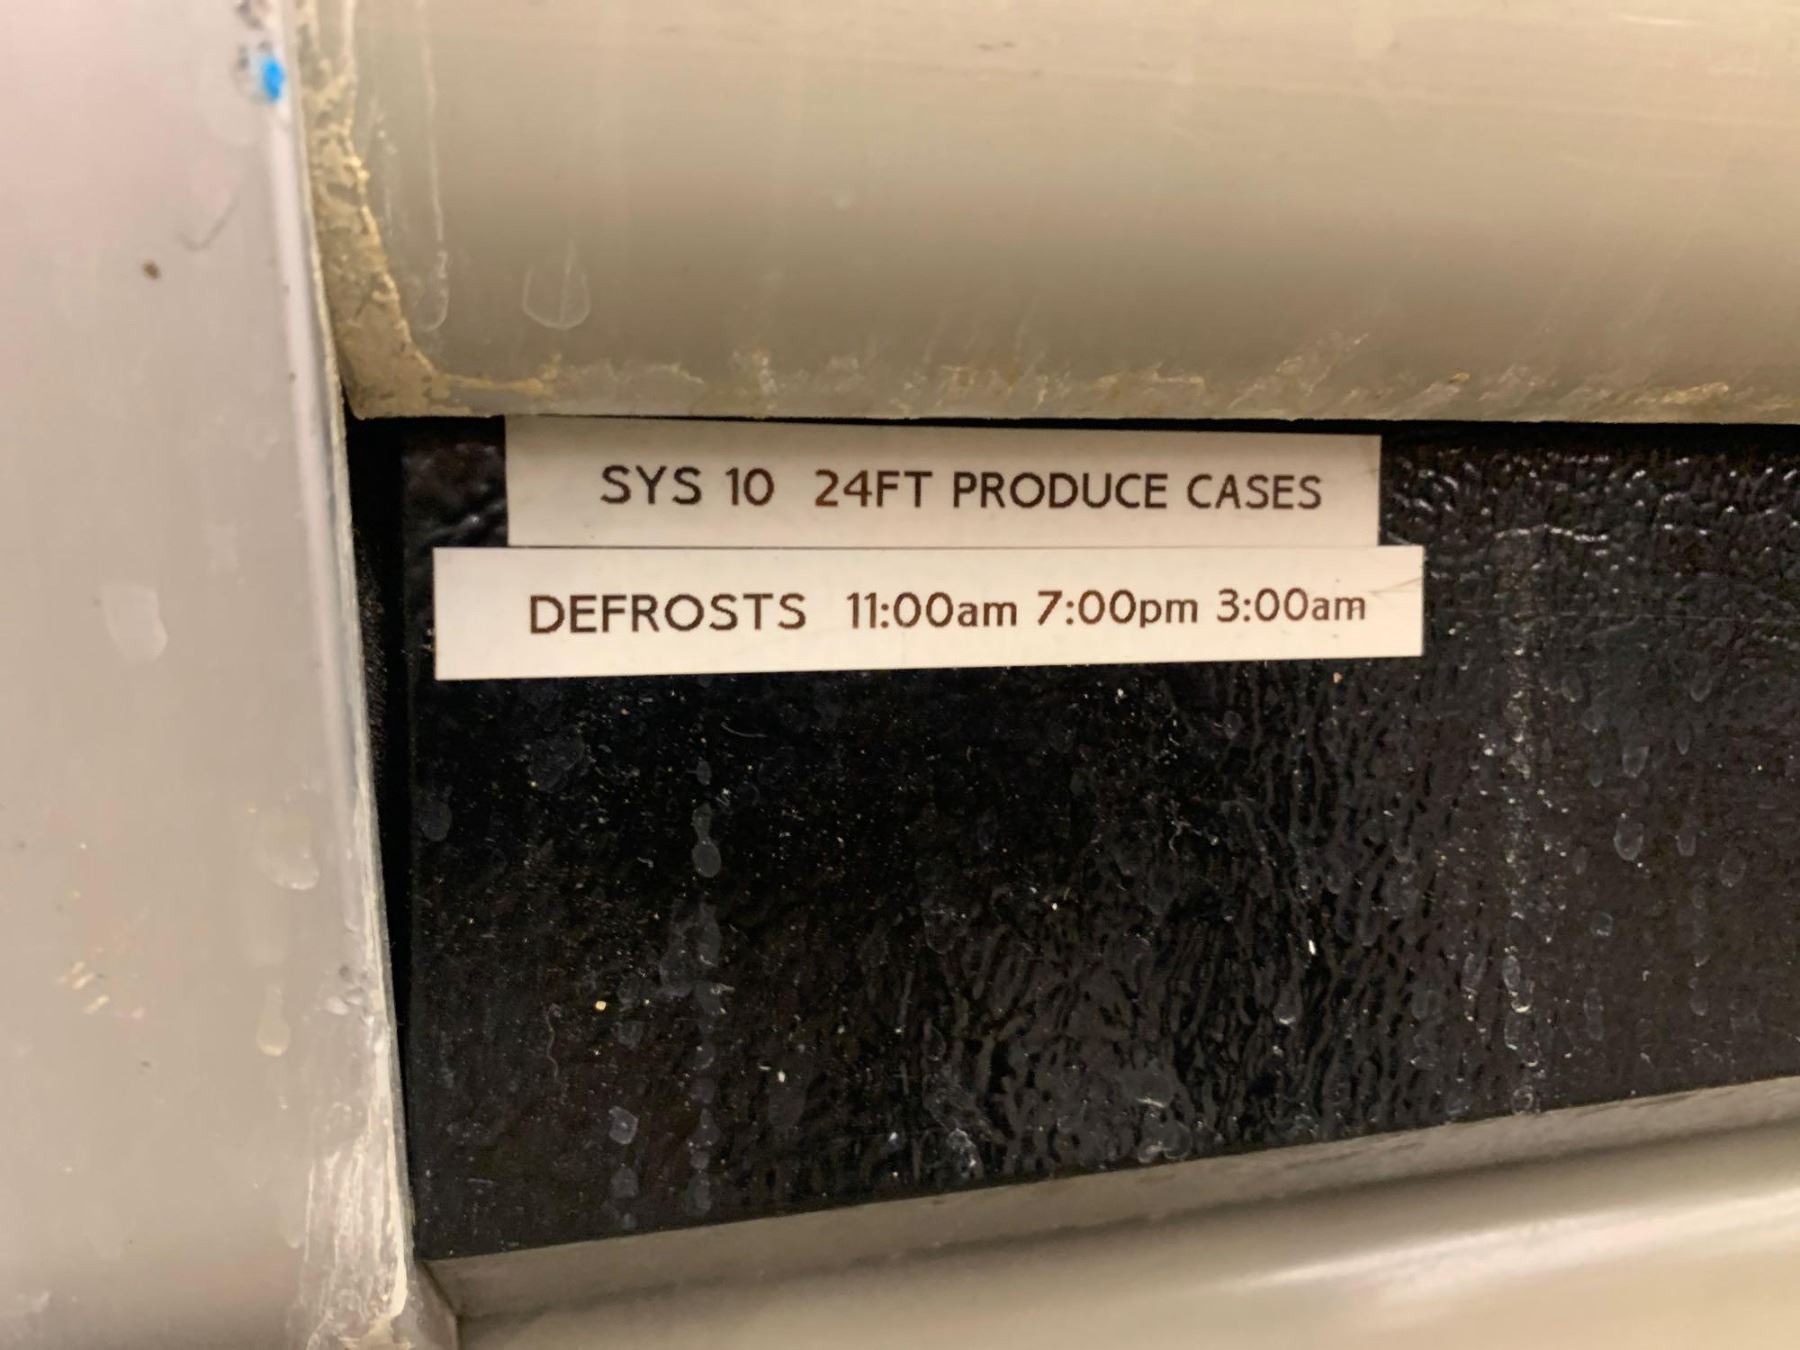 SYS 10 24FT PRODUCE CASES
DEFROSTS 11:00am 7:00pm 3:00am